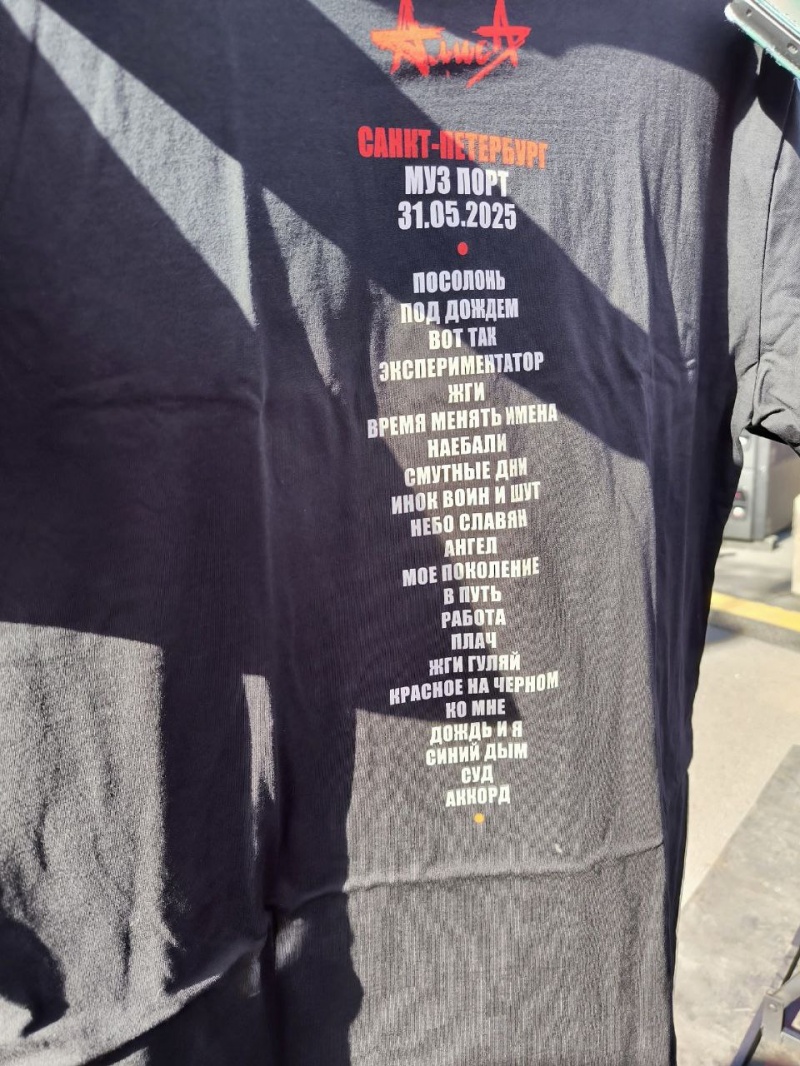 АлисА
САНКТ-ПЕТЕРБУРГ
МУЗ ПОРТ
31.05.2025
ПОСОЛОНЬ
ПОД ДОЖДЕМ
ВОТ ТАК
ЭКСПЕРИМЕНТАТОР
ЖГИ
ВРЕМЯ МЕНЯТЬ ИМЕНА
НАЕБАЛИ
СМУТНЫЕ ДНИ
ИНОК ВОИН И ШУТ
НЕБО СЛАВЯН
АНГЕЛ
МОЕ ПОКОЛЕНИЕ
В ПУТЬ
РАБОТА
ПЛАЧ
ЖГИ ГУЛЯЙ
КРАСНОЕ НА ЧЕРНОМ
КО МНЕ
ДОЖДЬ И Я
СИНИЙ ДЫМ
СУД
АККОРД